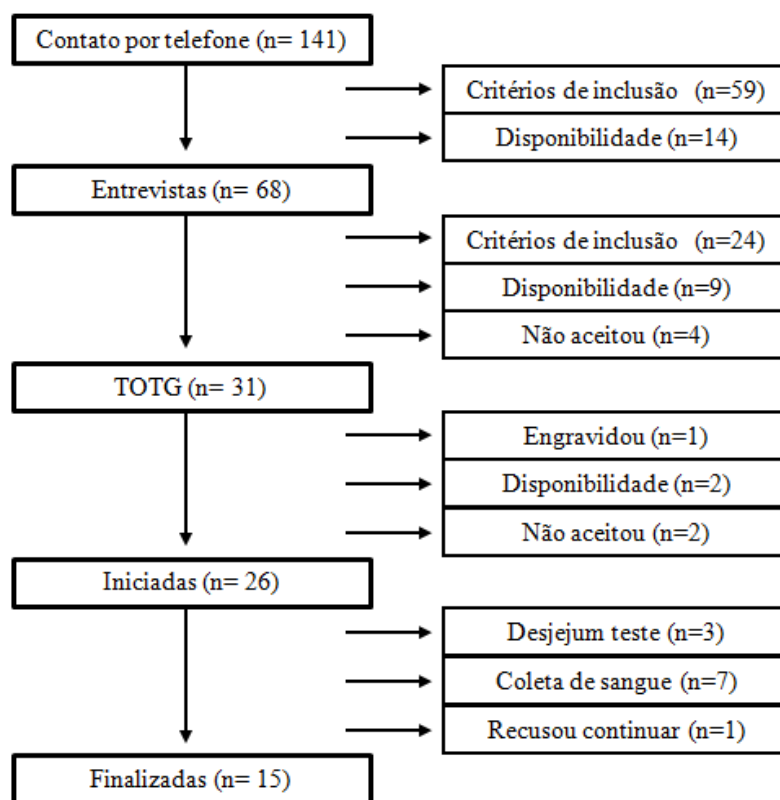 Contato por telefone (n= 141)
Critérios de inclusão (n=59)
Disponibilidade (n=14)
Entrevistas (n= 68)
Critérios de inclusão (n=24)
Disponibilidade (n=9)
Não aceitou (n=4)
TOTG (n= 31)
Engravidou (n=1)
Disponibilidade (n=2)
Não aceitou (n=2)
Iniciadas (n= 26)
Desjejum teste (n=3)
Coleta de sangue (n=7)
Recusou continuar (n=1)
Finalizadas (n= 15)